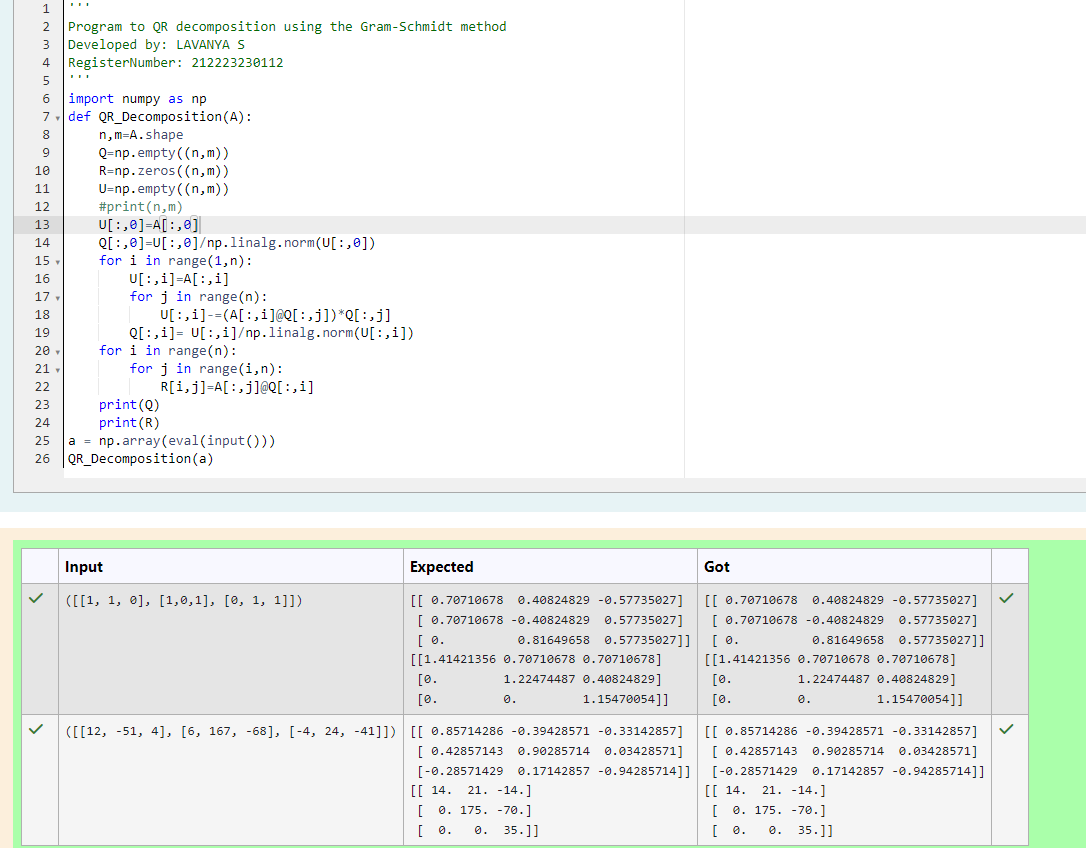 1 '''
2 Program to QR decomposition using the Gram-Schmidt method
3 Developed by: LAVANYA S
4 RegisterNumber: 212223230112
5 '''
6 import numpy as np
7 def QR_Decomposition(A):
8     n,m=A.shape
9     Q=np.empty((n,m))
10     R=np.zeros((n,m))
11     U=np.empty((n,m))
12     #print(n,m)
13     U[:,0]=A[:,0]
14     Q[:,0]=U[:,0]/np.linalg.norm(U[:,0])
15     for i in range(1,n):
16         U[:,i]=A[:,i]
17         for j in range(n):
18             U[:,i]-=(A[:,i]@Q[:,j])*Q[:,j]
19         Q[:,i]= U[:,i]/np.linalg.norm(U[:,i])
20     for i in range(n):
21         for j in range(i,n):
22             R[i,j]=A[:,j]@Q[:,i]
23     print(Q)
24     print(R)
25 a = np.array(eval(input()))
26 QR_Decomposition(a)
Input Expected Got
([[1, 1, 0], [1,0,1], [0, 1, 1]]) [[ 0.70710678  0.40824829 -0.57735027] [[ 0.70710678  0.40824829 -0.57735027]
[ 0.70710678 -0.40824829  0.57735027] [ 0.70710678 -0.40824829  0.57735027]
[ 0.          0.81649658  0.57735027]] [ 0.          0.81649658  0.57735027]]
[[1.41421356 0.70710678 0.70710678] [[1.41421356 0.70710678 0.70710678]
[0.         1.22474487 0.40824829] [0.         1.22474487 0.40824829]
[0.         0.         1.15470054]] [0.         0.         1.15470054]]
([[12, -51, 4], [6, 167, -68], [-4, 24, -41]]) [[ 0.85714286 -0.39428571 -0.33142857] [[ 0.85714286 -0.39428571 -0.33142857]
[ 0.42857143  0.90285714  0.03428571] [ 0.42857143  0.90285714  0.03428571]
[-0.28571429  0.17142857 -0.94285714]] [-0.28571429  0.17142857 -0.94285714]]
[[ 14.  21. -14.] [[ 14.  21. -14.]
[  0. 175. -70.] [  0. 175. -70.]
[  0.   0.  35.]] [  0.   0.  35.]]